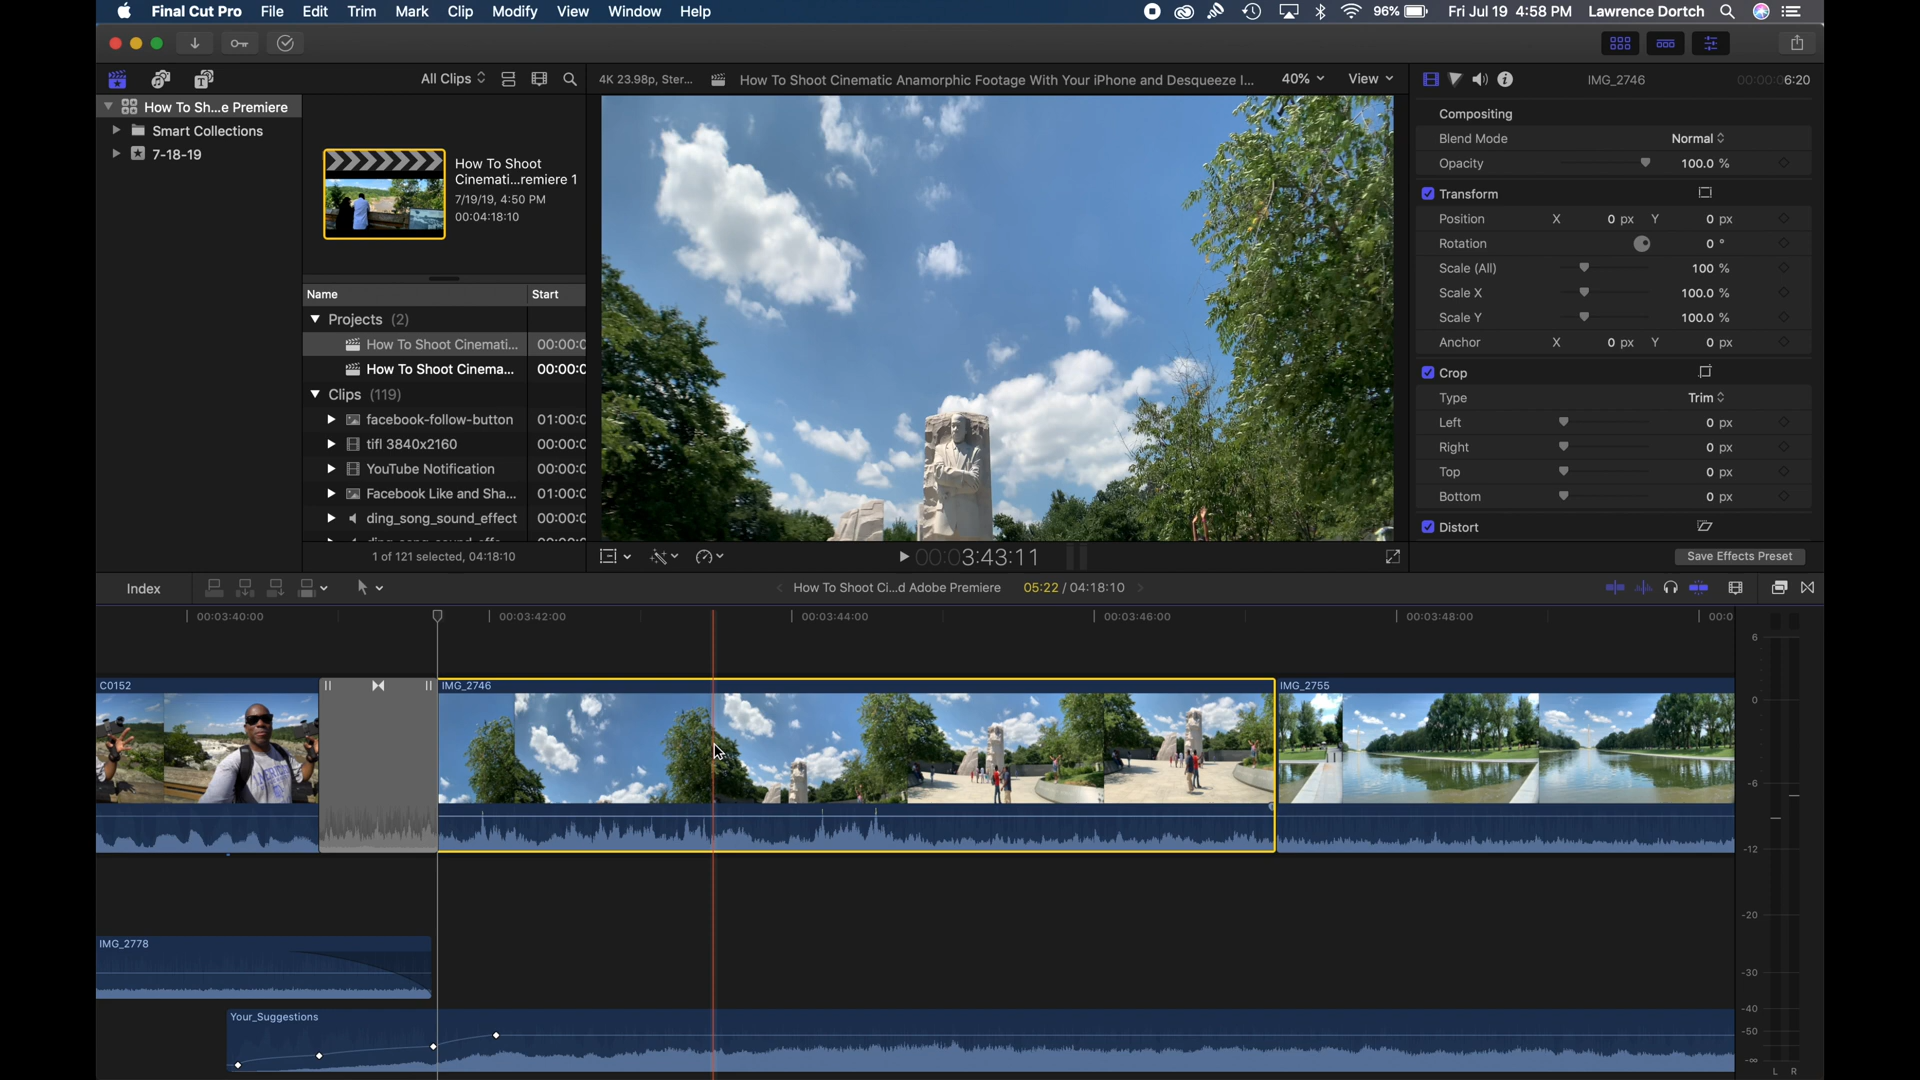 Final Cut Pro File Edit Trim Mark Clip Modify View Window Help 96% Fri Jul 19 4:58 PM Lawrence Dortch
All Clips
4K 23.98p, Ster... How To Shoot Cinematic Anamorphic Footage With Your iPhone and Desqueeze I... 40% View
IMG_2746 00:00:06:20
How To Sh...e Premiere
Smart Collections
7-18-19
How To Shoot
Cinemati...remiere 1
7/19/19, 4:50 PM
00:04:18:10
Name Start
Projects (2)
How To Shoot Cinemati... 00:00:0
How To Shoot Cinema... 00:00:0
Clips (119)
facebook-follow-button 01:00:0
tifl 3840x2160 00:00:0
YouTube Notification 00:00:0
Facebook Like and Sha... 01:00:0
ding_song_sound_effect 00:00:0
1 of 121 selected, 04:18:10
00:03:43:11
Compositing
Blend Mode Normal
Opacity 100.0 %
Transform
Position X 0 px Y 0 px
Rotation 0 °
Scale (All) 100 %
Scale X 100.0 %
Scale Y 100.0 %
Anchor X 0 px Y 0 px
Crop
Type Trim
Left 0 px
Right 0 px
Top 0 px
Bottom 0 px
Distort
Save Effects Preset
Index
How To Shoot Ci...d Adobe Premiere 05:22 / 04:18:10
00:03:40:00 00:03:42:00 00:03:44:00 00:03:46:00 00:03:48:00 00:0
C0152 IMG_2746 IMG_2755
IMG_2778
Your_Suggestions
6
0
-6
-12
-20
-30
-40
-50
-∞
L R